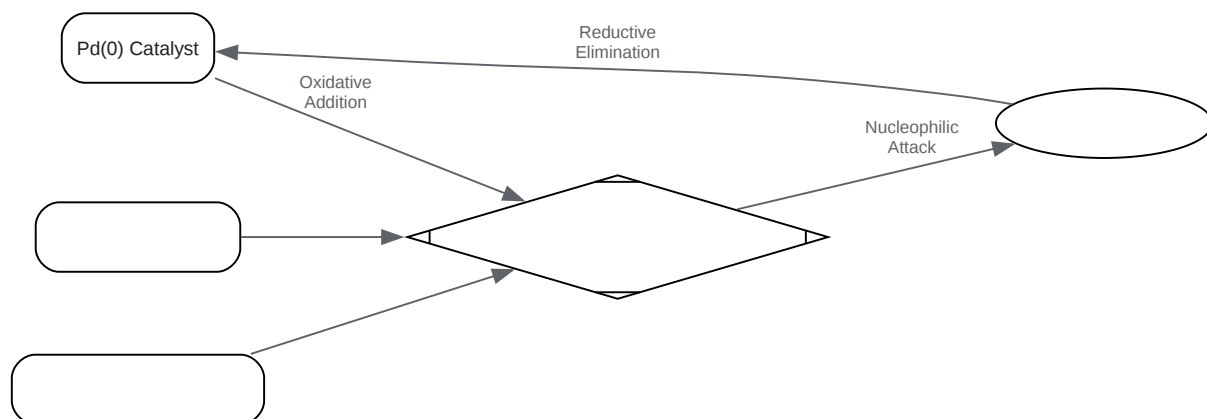 Reductive
Elimination
Pd(0) Catalyst
Oxidative
Addition
Nucleophilic
Attack